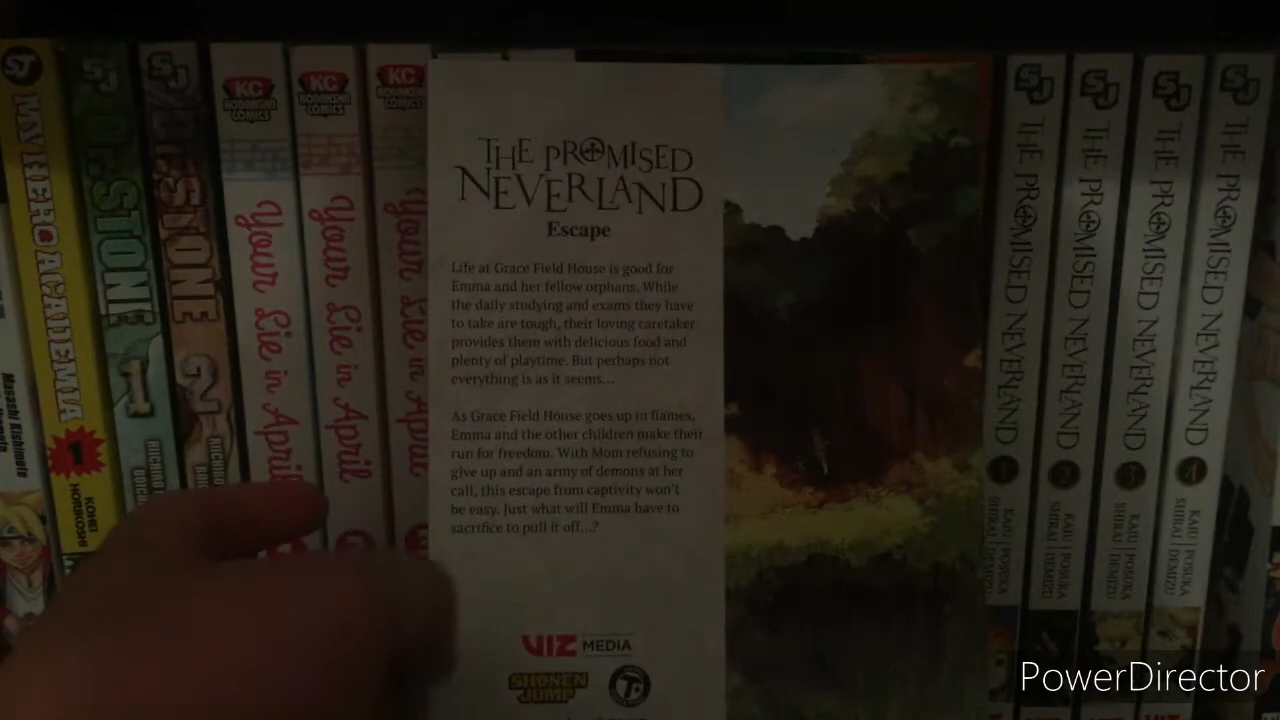 MY HERO ACADEMIA
1
KOHEI
HORIKOSHI
Masashi Kishimoto
SJ
Dr.STONE
1
SJ
Dr.STONE
2
KC
KODANSHA
COMICS
Your Lie in April
KC
KODANSHA
COMICS
Your Lie in April
KC
KODANSHA
COMICS
Your Lie in April
THE PROMISED
NEVERLAND
Escape
Life at Grace Field House is good for
Emma and her fellow orphans. While
the daily studying and exams they have
to take are tough, their loving caretaker
provides them with delicious food and
plenty of playtime. But perhaps not
everything is as it seems...
As Grace Field House goes up in flames,
Emma and the other children make their
run for freedom. With Mom refusing to
give up and an army of demons at her
call, this escape from captivity won't
be easy. Just what will Emma have to
sacrifice to pull it off...?
VIZ MEDIA
SHONEN
JUMP
T+
SJ
THE PROMISED NEVERLAND
1
KAIU SHIRAI | POSUKA DEMIZU
SJ
THE PROMISED NEVERLAND
2
KAIU SHIRAI | POSUKA DEMIZU
SJ
THE PROMISED NEVERLAND
3
KAIU SHIRAI | POSUKA DEMIZU
SJ
THE PROMISED NEVERLAND
4
KAIU SHIRAI | POSUKA DEMIZU
PowerDirector